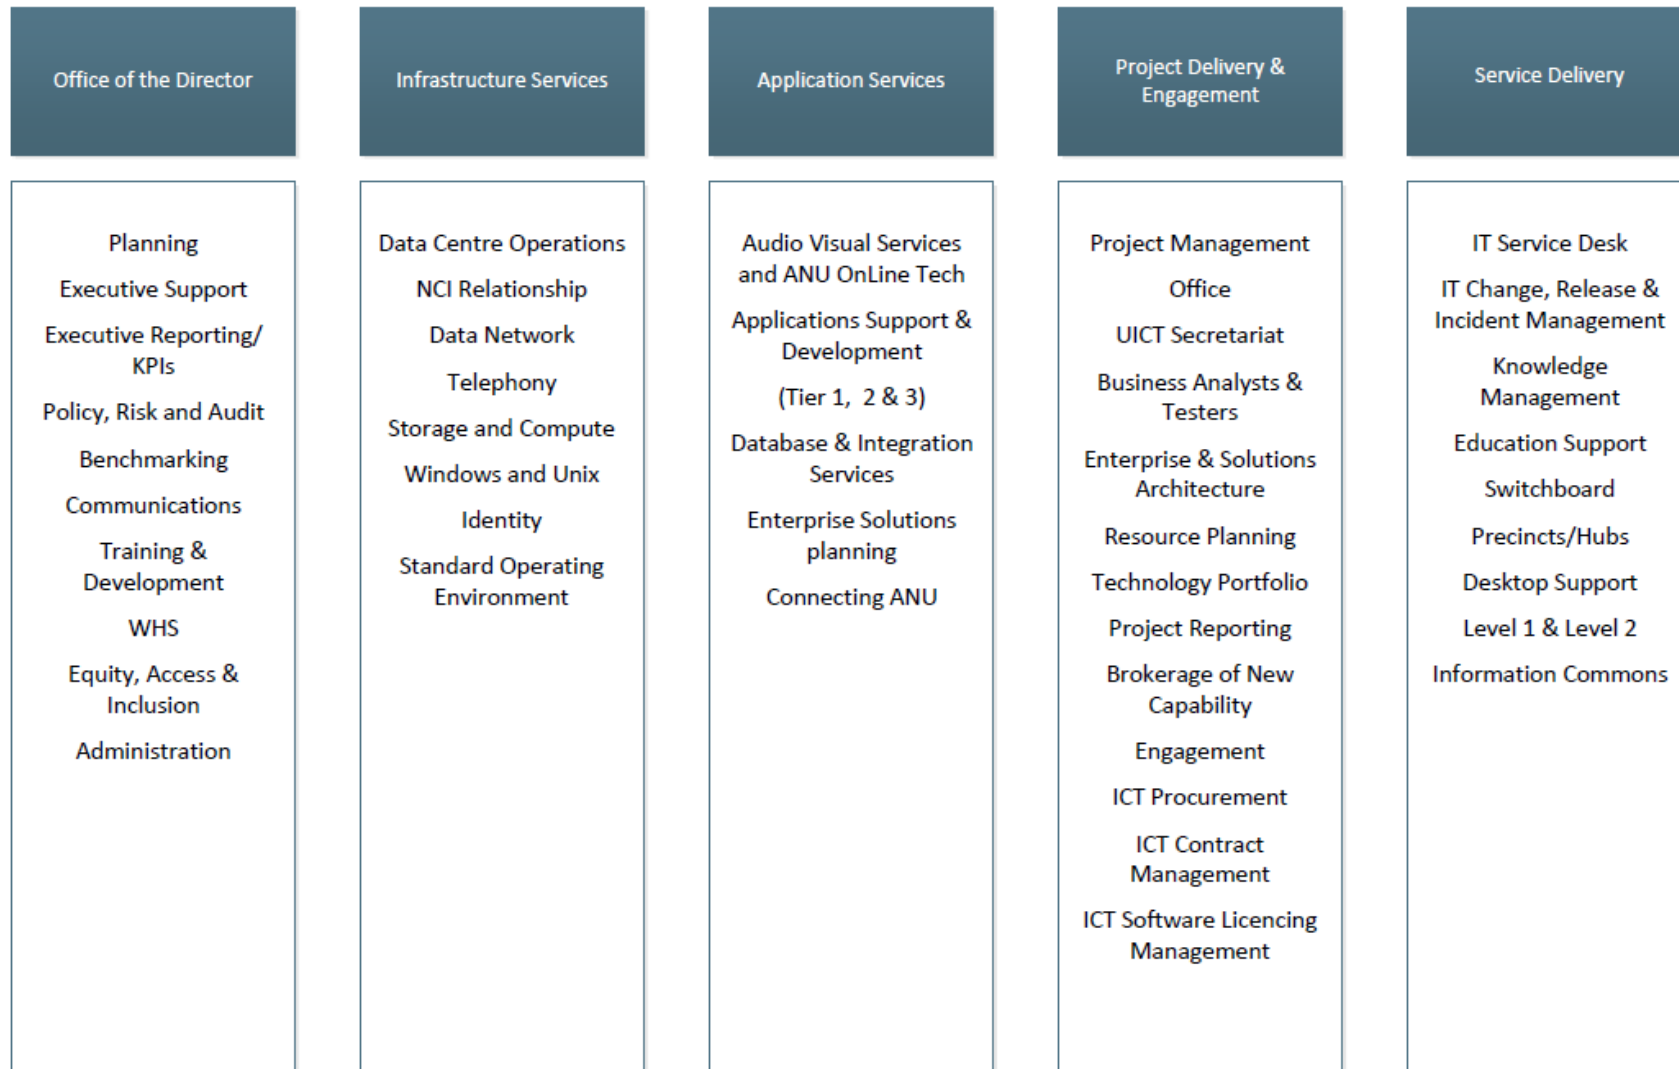 Office of the Director
Planning
Executive Support
Executive Reporting/
KPIs
Policy, Risk and Audit
Benchmarking
Communications
Training &
Development
WHS
Equity, Access &
Inclusion
Administration
Infrastructure Services
Data Centre Operations
NCI Relationship
Data Network
Telephony
Storage and Compute
Windows and Unix
Identity
Standard Operating
Environment
Application Services
Audio Visual Services
and ANU OnLine Tech
Applications Support &
Development
(Tier 1, 2 & 3)
Database & Integration
Services
Enterprise Solutions
planning
Connecting ANU
Project Delivery &
Engagement
Project Management
Office
UICT Secretariat
Business Analysts &
Testers
Enterprise & Solutions
Architecture
Resource Planning
Technology Portfolio
Project Reporting
Brokerage of New
Capability
Engagement
ICT Procurement
ICT Contract
Management
ICT Software Licencing
Management
Service Delivery
IT Service Desk
IT Change, Release &
Incident Management
Knowledge
Management
Education Support
Switchboard
Precincts/Hubs
Desktop Support
Level 1 & Level 2
Information Commons